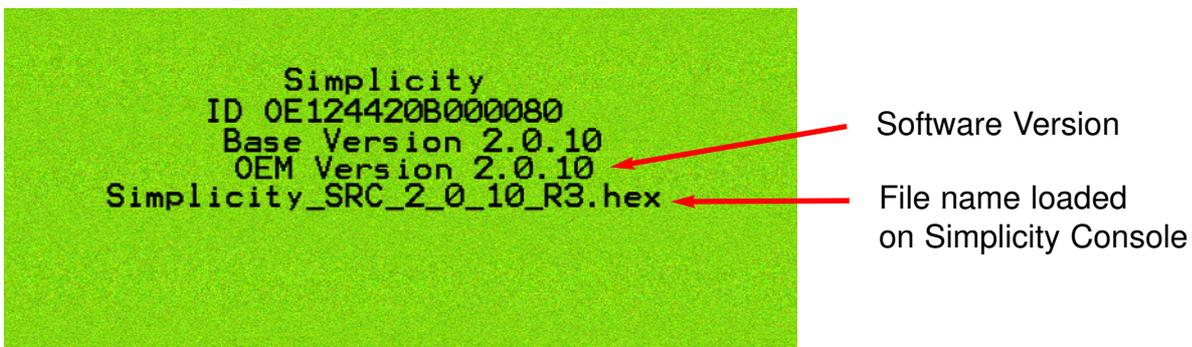 Simplicity
ID 0E124420B000080
Base Version 2.0.10
OEM Version 2.0.10
Simplicity_SRC_2_0_10_R3.hex
Software Version
File name loaded
on Simplicity Console